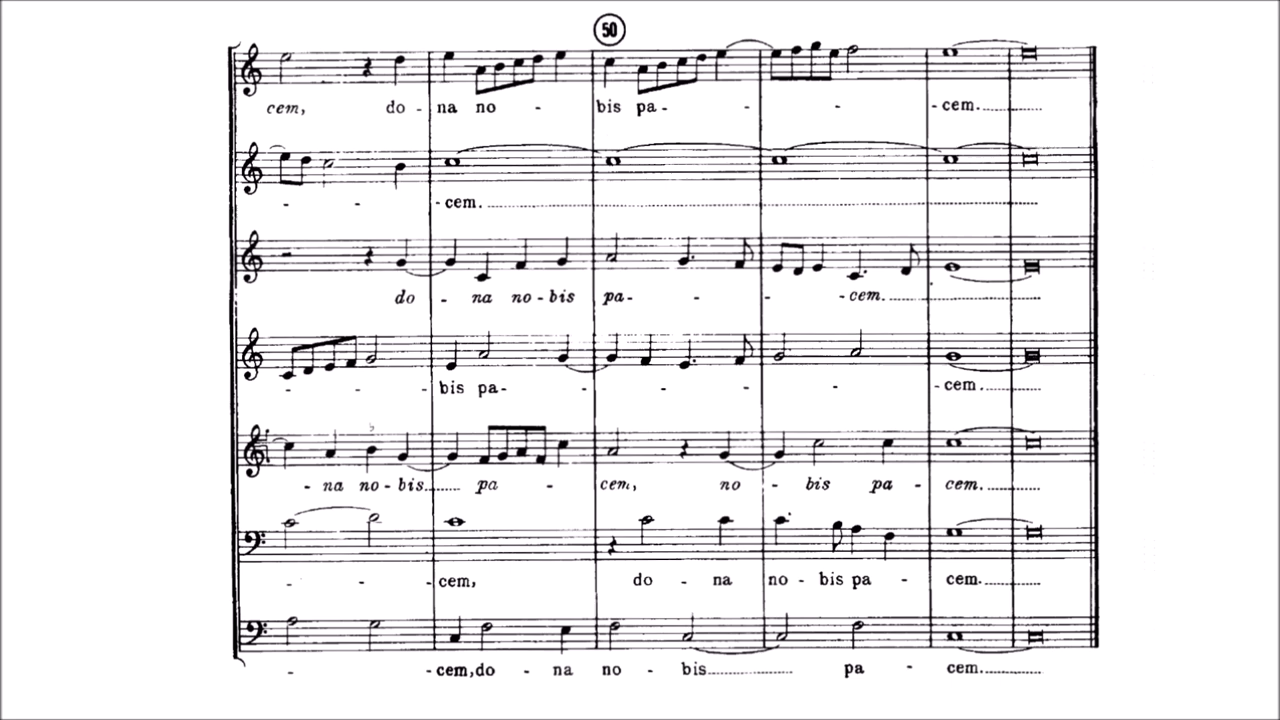 50
cem, do - na no - bis pa - - - cem.
- - - cem.
do - na no - bis pa - - - cem.
- - - bis pa - - - - - cem.
- na no - bis pa - cem, no - bis pa - cem.
- - - cem, do - na no - bis pa - cem.
- - cem, do - na no - bis pa - cem.